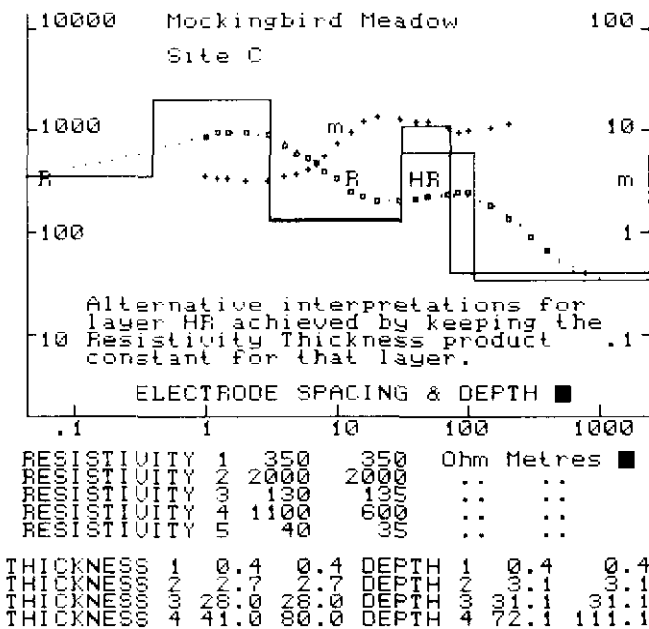 10000 Mockingbird Meadow 100
Site C
1000 m 10
R R HR m
100 1
Alternative interpretations for
layer HR achieved by keeping the
10 Resistivity Thickness product .1
constant for that layer.
ELECTRODE SPACING & DEPTH ■
.1 1 10 100 1000
RESISTIVITY 1 350 350 Ohm Metres ■
RESISTIVITY 2 2000 2000 .. ..
RESISTIVITY 3 130 135 .. ..
RESISTIVITY 4 1100 600 .. ..
RESISTIVITY 5 40 35 .. ..
THICKNESS 1 0.4 0.4 DEPTH 1 0.4 0.4
THICKNESS 2 2.7 2.7 DEPTH 2 3.1 3.1
THICKNESS 3 28.0 28.0 DEPTH 3 31.1 31.1
THICKNESS 4 41.0 80.0 DEPTH 4 72.1 111.1